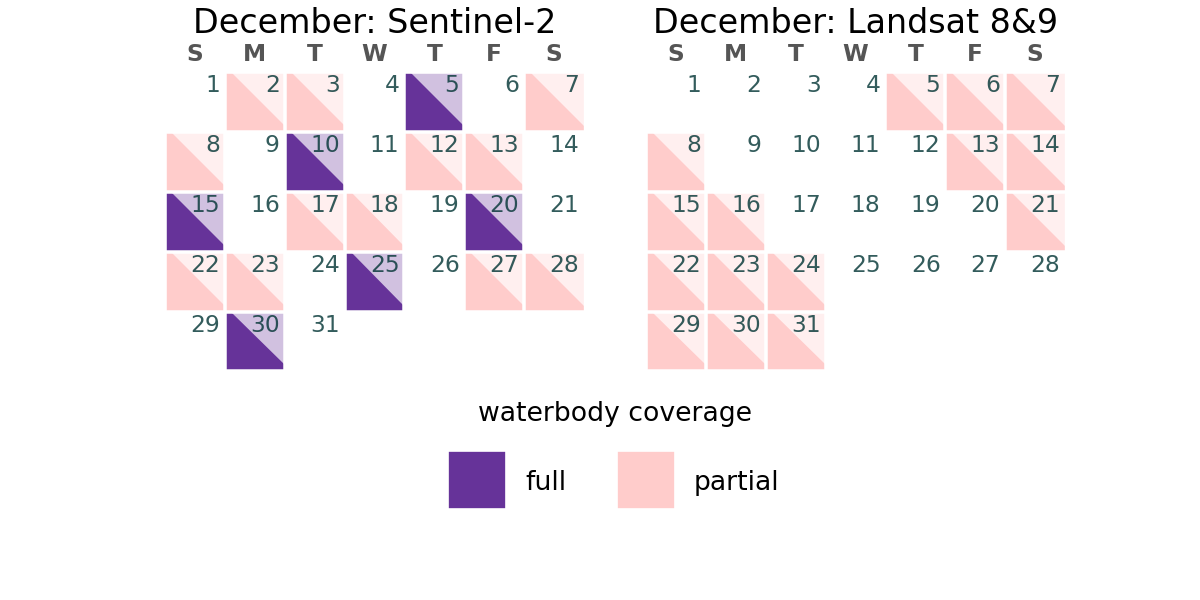 December: Sentinel-2
S M T W T F S
1 2 3 4 5 6 7
8 9 10 11 12 13 14
15 16 17 18 19 20 21
22 23 24 25 26 27 28
29 30 31
December: Landsat 8&9
S M T W T F S
1 2 3 4 5 6 7
8 9 10 11 12 13 14
15 16 17 18 19 20 21
22 23 24 25 26 27 28
29 30 31
waterbody coverage
full
partial